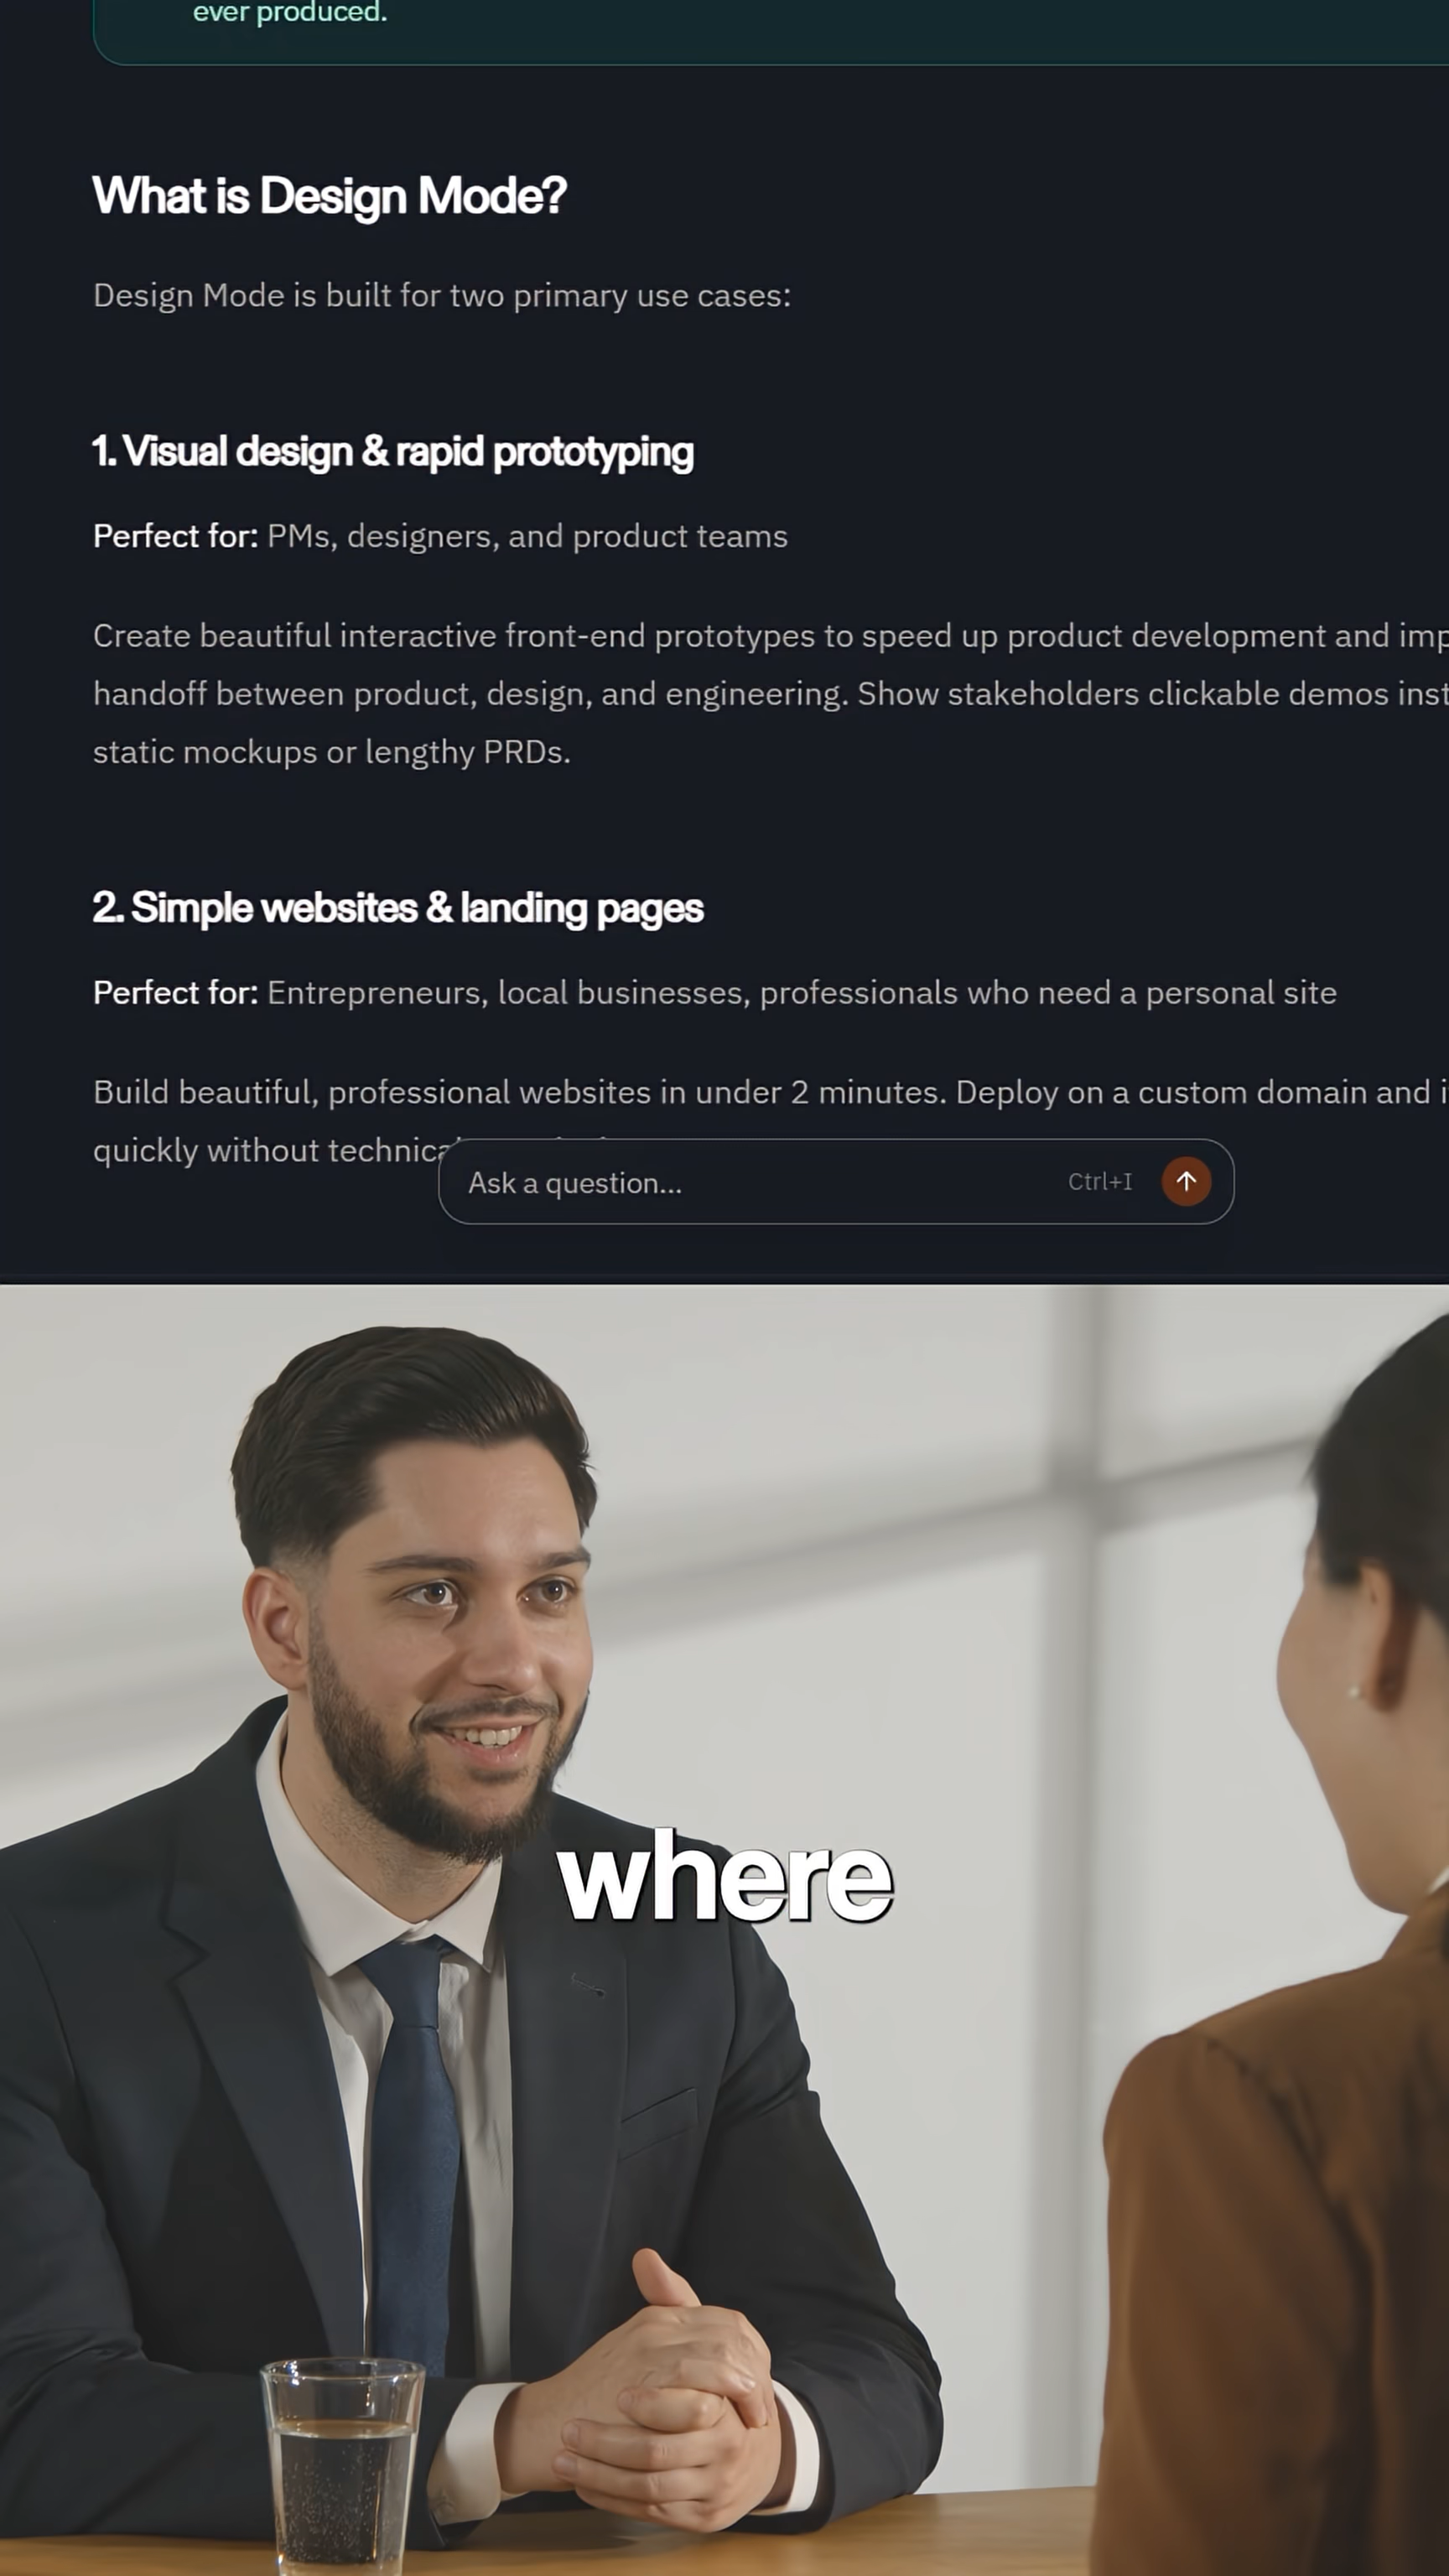 ever produced.
What is Design Mode?
Design Mode is built for two primary use cases:
1. Visual design & rapid prototyping
Perfect for: PMs, designers, and product teams
Create beautiful interactive front-end prototypes to speed up product development and
handoff between product, design, and engineering. Show stakeholders clickable demos
static mockups or lengthy PRDs.
2. Simple websites & landing pages
Perfect for: Entrepreneurs, local businesses, professionals who need a personal site
Build beautiful, professional websites in under 2 minutes. Deploy on a custom domain and
quickly without
Ask a question...
Ctrl+I
where